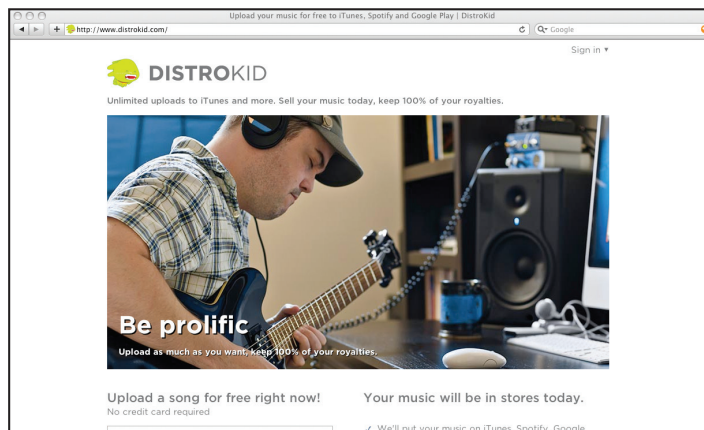 Upload your music for free to iTunes, Spotify and Google Play | DistroKid
http://www.distrokid.com/
Google
Sign in ▼
DISTROKID
Unlimited uploads to iTunes and more. Sell your music today, keep 100% of your royalties.
Be prolific
Upload as much as you want, keep 100% of your royalties.
Upload a song for free right now!
No credit card required
Your music will be in stores today.
✓ We'll put your music on iTunes, Spotify, Google